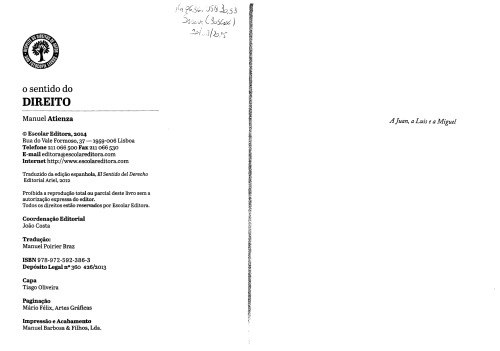 o sentido do
DIREITO
Manuel Atienza
© Escolar Editora, 2014
Rua do Vale Formoso, 37 — 1959-006 Lisboa
Telefone 211 066 500 Fax 211 066 530
E-mail editora@escolareditora.com
Internet http://www.escolareditora.com
Traduzido da edição espanhola, El Sentido del Derecho
Editorial Ariel, 2012
Proibida a reprodução total ou parcial deste livro sem a
autorização expressa do editor.
Todos os direitos estão reservados por Escolar Editora.
Coordenação Editorial
João Costa
Tradução:
Manuel Poirier Braz
ISBN 978-972-592-386-3
Depósito Legal nº 360 426/2013
Capa
Tiago Oliveira
Paginação
Mário Félix, Artes Gráficas
Impressão e Acabamento
Manuel Barbosa & Filhos, Lda.
A Juan, a Luis e a Miguel